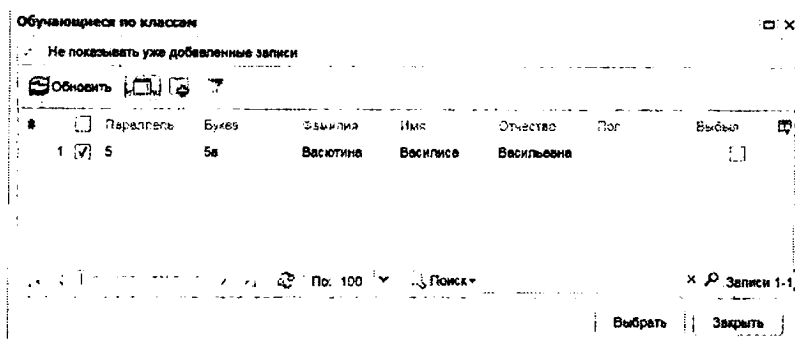 Обучающиеся по классам
Не показывать уже добавленные записи
Обновить
# Параллель Буква Фамилия Имя Отчество Пол Выбыл
1 5 5а Васютина Василиса Васильевна
По: 100 Поиск Записи 1-1
Выбрать Закрыть